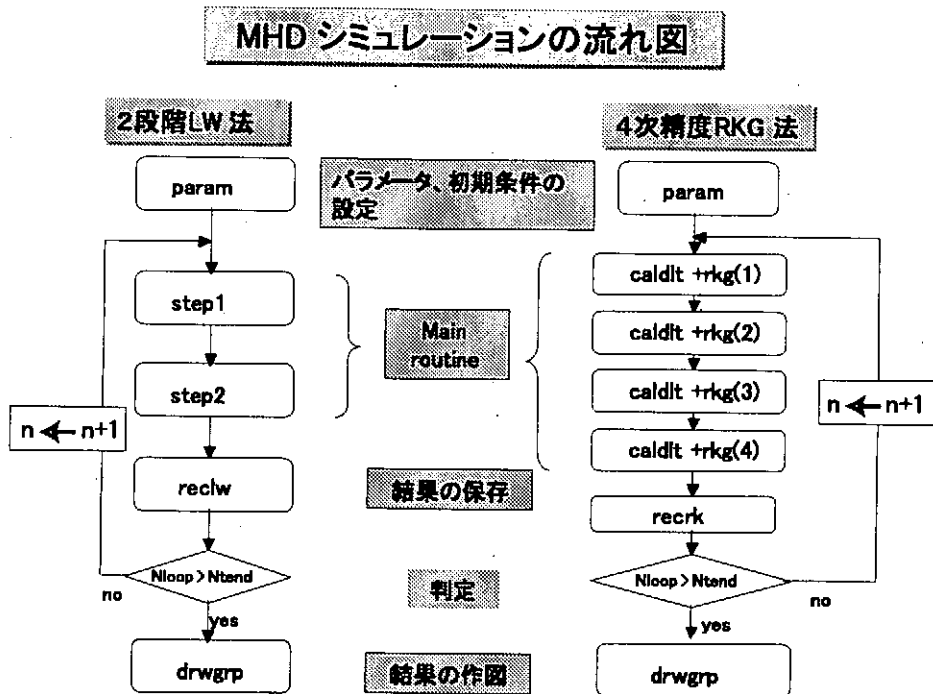 MHD シミュレーションの流れ図
2段階LW 法
param
step1
step2
n ← n+1
reclw
Nloop > Ntend
no
yes
drwgrp
パラメータ、初期条件の
設定
Main
routine
結果の保存
判定
結果の作図
4次精度RKG 法
param
caldlt +rkg(1)
caldlt +rkg(2)
caldlt +rkg(3)
caldlt +rkg(4)
n ← n+1
recrk
Nloop > Ntend
no
yes
drwgrp